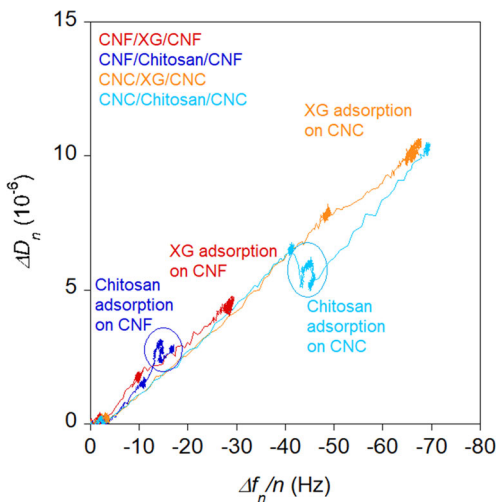 15
10
5
0
ΔDn (10-6)
CNF/XG/CNF
CNF/Chitosan/CNF
CNC/XG/CNC
CNC/Chitosan/CNC
XG adsorption
on CNC
XG adsorption
on CNF
Chitosan
adsorption
on CNF
Chitosan
adsorption
on CNC
0 -10 -20 -30 -40 -50 -60 -70 -80
Δfn/n (Hz)